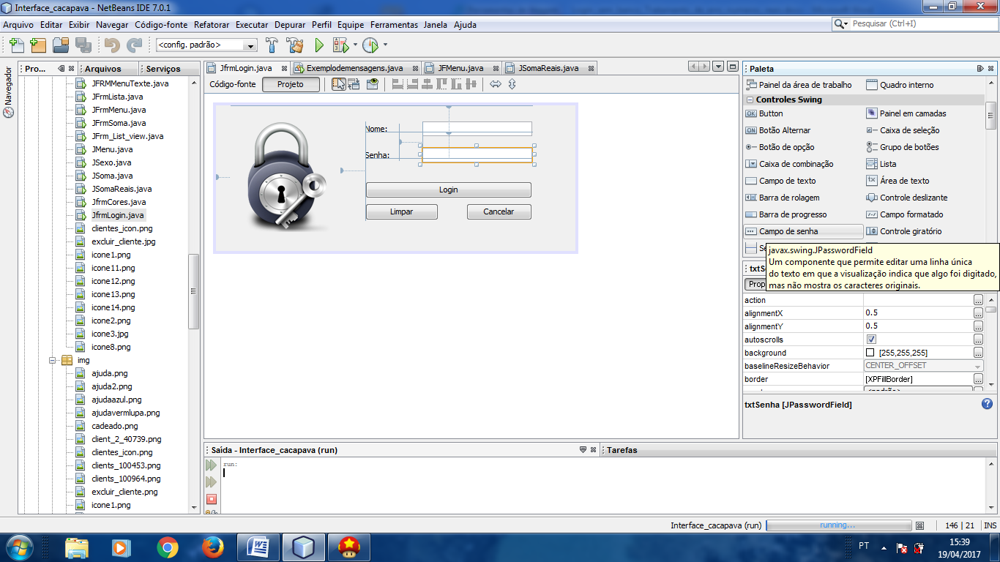 Interface_cacapava - NetBeans IDE 7.0.1
Arquivo Editar Exibir Navegar Código-fonte Refatorar Executar Depurar Perfil Equipe Ferramentas Janela Ajuda
Pesquisar (Ctrl+I)
<config. padrão>
Pro... Arquivos Serviços
JfrmLogin.java Exemplodemensagens.java JFMenu.java JSomaReais.java
Paleta
Navegador
Código-fonte Projeto
JFRMMenuTexte.java
JFrmLista.java
JFrmMenu.java
JFrmSoma.java
JFrm_List_view.java
JMenu.java
JSexo.java
JSoma.java
JSomaReais.java
JfrmCores.java
JfrmLogin.java
clientes_icon.png
excluir_cliente.jpg
icone1.png
icone11.png
icone12.png
icone13.png
icone14.png
icone2.png
icone3.jpg
icone8.png
img
ajuda.png
ajuda2.png
ajudaazul.png
ajudavermlupa.png
cadeado.png
client_2_40739.png
clientes_icon.png
clients_100453.png
clients_100964.png
excluir_cliente.png
icone1.png
Nome:
Senha:
Login
Limpar Cancelar
Painel da área de trabalho Quadro interno
Controles Swing
OK Button Painel em camadas
ON Botão Alternar Caixa de seleção
Botão de opção Grupo de botões
Caixa de combinação Lista
Campo de texto Área de texto
Barra de rolagem Controle deslizante
Barra de progresso Campo formatado
Campo de senha Controle giratório
Se
javax.swing.JPasswordField
Um componente que permite editar uma linha única
do texto em que a visualização indica que algo foi digitado,
mas não mostra os caracteres originais.
txtS
Prop
action ...
alignmentX 0.5 ...
alignmentY 0.5 ...
autoscrolls ...
background [255,255,255] ...
baselineResizeBehavior CENTER_OFFSET
border [XPFillBorder] ...
<padrão>
txtSenha [JPasswordField]
Saída - Interface_cacapava (run) Tarefas
run:
Interface_cacapava (run) running... 146 | 21 INS
PT 15:39
19/04/2017